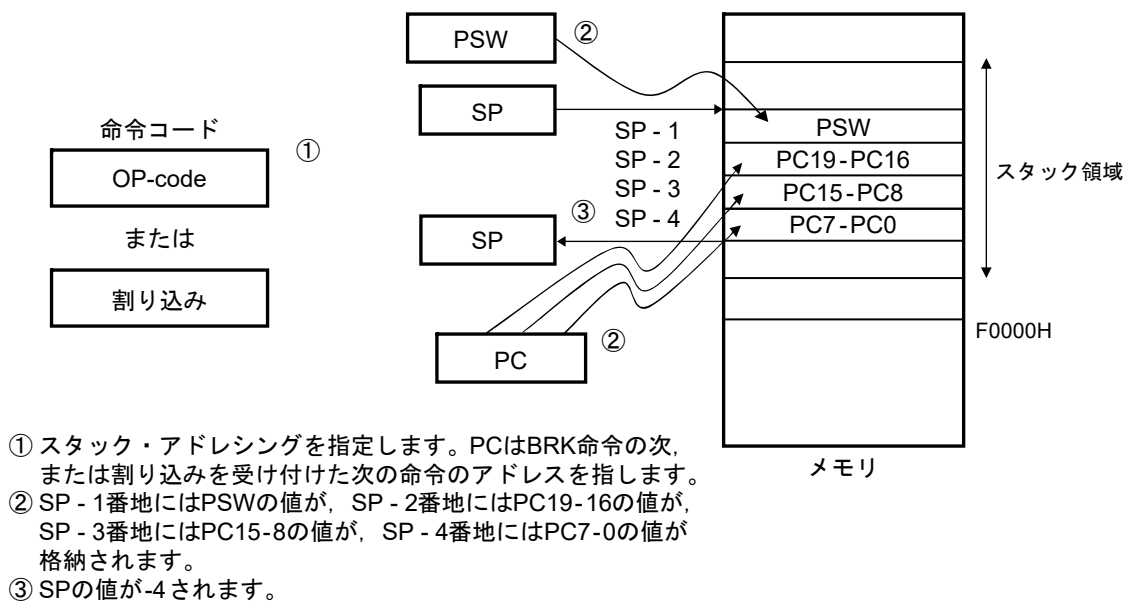 命令コード
①
OP-code
または
割り込み
PSW
②
SP
SP - 1
SP - 2
SP - 3
SP - 4
③
SP
②
PC
PSW
PC19-PC16
PC15-PC8
PC7-PC0
スタック領域
F0000H
メモリ
① スタック・アドレシングを指定します。PCはBRK命令の次，
または割り込みを受け付けた次の命令のアドレスを指します。
② SP - 1番地にはPSWの値が，SP - 2番地にはPC19-16の値が，
SP - 3番地にはPC15-8の値が，SP - 4番地にはPC7-0の値が
格納されます。
③ SPの値が-4されます。